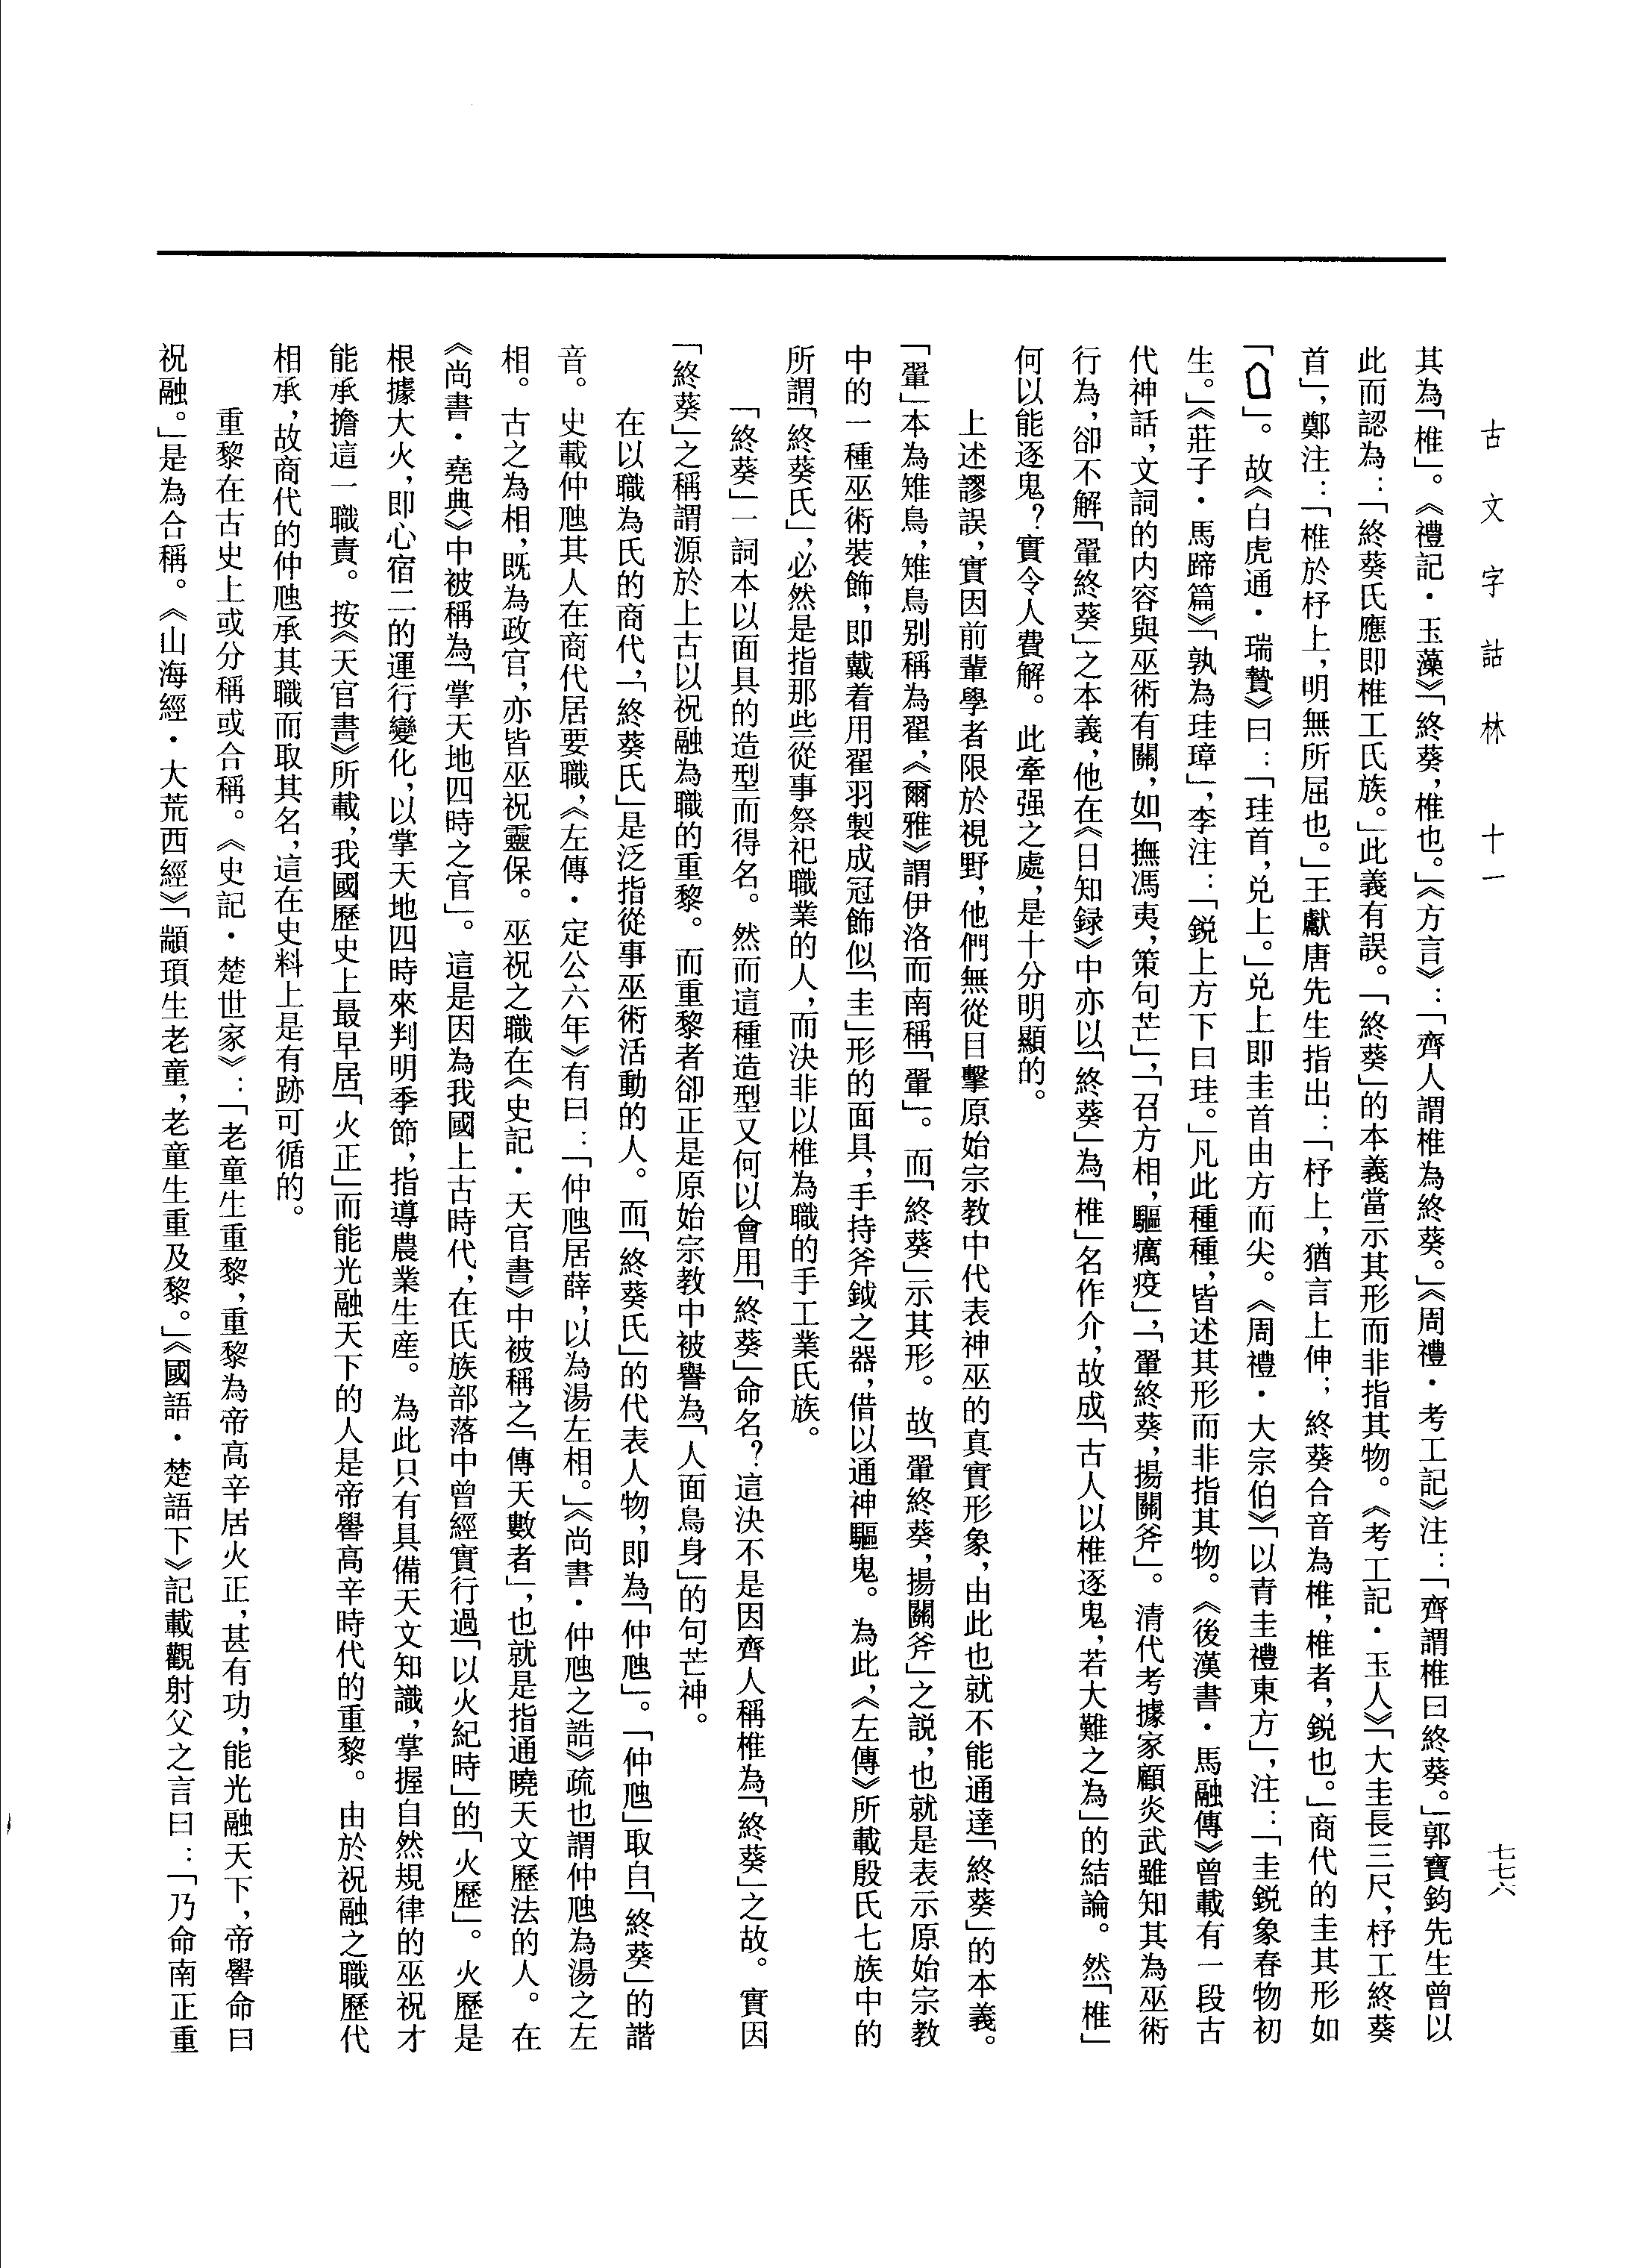 古文字詁林　十一
七七六
其為「椎」。《禮記·玉藻》「終葵，椎也。」《方言》：「齊人謂椎為終葵。」《周禮·考工記》注：「齊謂椎曰終葵。」郭寶鈞先生曾以
此而認為：「終葵氏應即椎工氏族。」此義有誤。「終葵」的本義當示其形而非指其物。《考工記·玉人》「大圭長三尺，杼工終葵
首」，鄭注：「椎於杼上，明無所屈也。」王獻唐先生指出：「杼上，猶言上伸；終葵合音為椎，椎者，銳也。」商代的圭其形如
「」。故《白虎通·瑞贄》曰：「珪首，兑上。」兑上即圭首由方而尖。《周禮·大宗伯》「以青圭禮東方」，注：「圭銳象春物初
生。」《莊子·馬蹄篇》「孰為珪璋」，李注：「銳上方下曰珪。」凡此種種，皆述其形而非指其物。《後漢書·馬融傳》曾載有一段古
代神話，文詞的内容與巫術有關，如「撫馮夷，策句芒」，「召方相，驅癘疫」，「翬終葵，揚關斧」。清代考據家顧炎武雖知其為巫術
行為，卻不解「翬終葵」之本義，他在《日知録》中亦以「終葵」為「椎」名作介，故成「古人以椎逐鬼，若大難之為」的結論。然「椎」
何以能逐鬼？實令人費解。此牽强之處，是十分明顯的。
上述謬誤，實因前輩學者限於視野，他們無從目擊原始宗教中代表神巫的真實形象，由此也就不能通達「終葵」的本義。
「翬」本為雉鳥，雉鳥别稱為翟，《爾雅》謂伊洛而南稱「翬」。而「終葵」示其形。故「翬終葵，揚關斧」之説，也就是表示原始宗教
中的一種巫術裝飾，即戴着用翟羽製成冠飾似「圭」形的面具，手持斧鉞之器，借以通神驅鬼。為此，《左傳》所載殷氏七族中的
所謂「終葵氏」，必然是指那些從事祭祀職業的人，而決非以椎為職的手工業氏族。
「終葵」一詞本以面具的造型而得名。然而這種造型又何以會用「終葵」命名？這決不是因齊人稱椎為「終葵」之故。實因
「終葵」之稱謂源於上古以祝融為職的重黎。而重黎者卻正是原始宗教中被譽為「人面鳥身」的句芒神。
在以職為氏的商代，「終葵氏」是泛指從事巫術活動的人。而「終葵氏」的代表人物，即為「仲虺」。「仲虺」取自「終葵」的諧
音。史載仲虺其人在商代居要職，《左傳·定公六年》有曰：「仲虺居薛，以為湯左相。」《尚書·仲虺之誥》疏也謂仲虺為湯之左
相。古之為相，既為政官，亦皆巫祝靈保。巫祝之職在《史記·天官書》中被稱之「傳天數者」，也就是指通曉天文歷法的人。在
《尚書·堯典》中被稱為「掌天地四時之官」。這是因為我國上古時代，在氏族部落中曾經實行過「以火紀時」的「火歷」。火歷是
根據大火，即心宿二的運行變化，以掌天地四時來判明季節，指導農業生産。為此只有具備天文知識，掌握自然規律的巫祝才
能承擔這一職責。按《天官書》所載，我國歷史上最早居「火正」而能光融天下的人是帝嚳高辛時代的重黎。由於祝融之職歷代
相承，故商代的仲虺承其職而取其名，這在史料上是有跡可循的。
重黎在古史上或分稱或合稱。《史記·楚世家》：「老童生重黎，重黎為帝高辛居火正，甚有功，能光融天下，帝嚳命曰
祝融。」是為合稱。《山海經·大荒西經》「顓頊生老童，老童生重及黎。」《國語·楚語下》記載觀射父之言曰：「乃命南正重